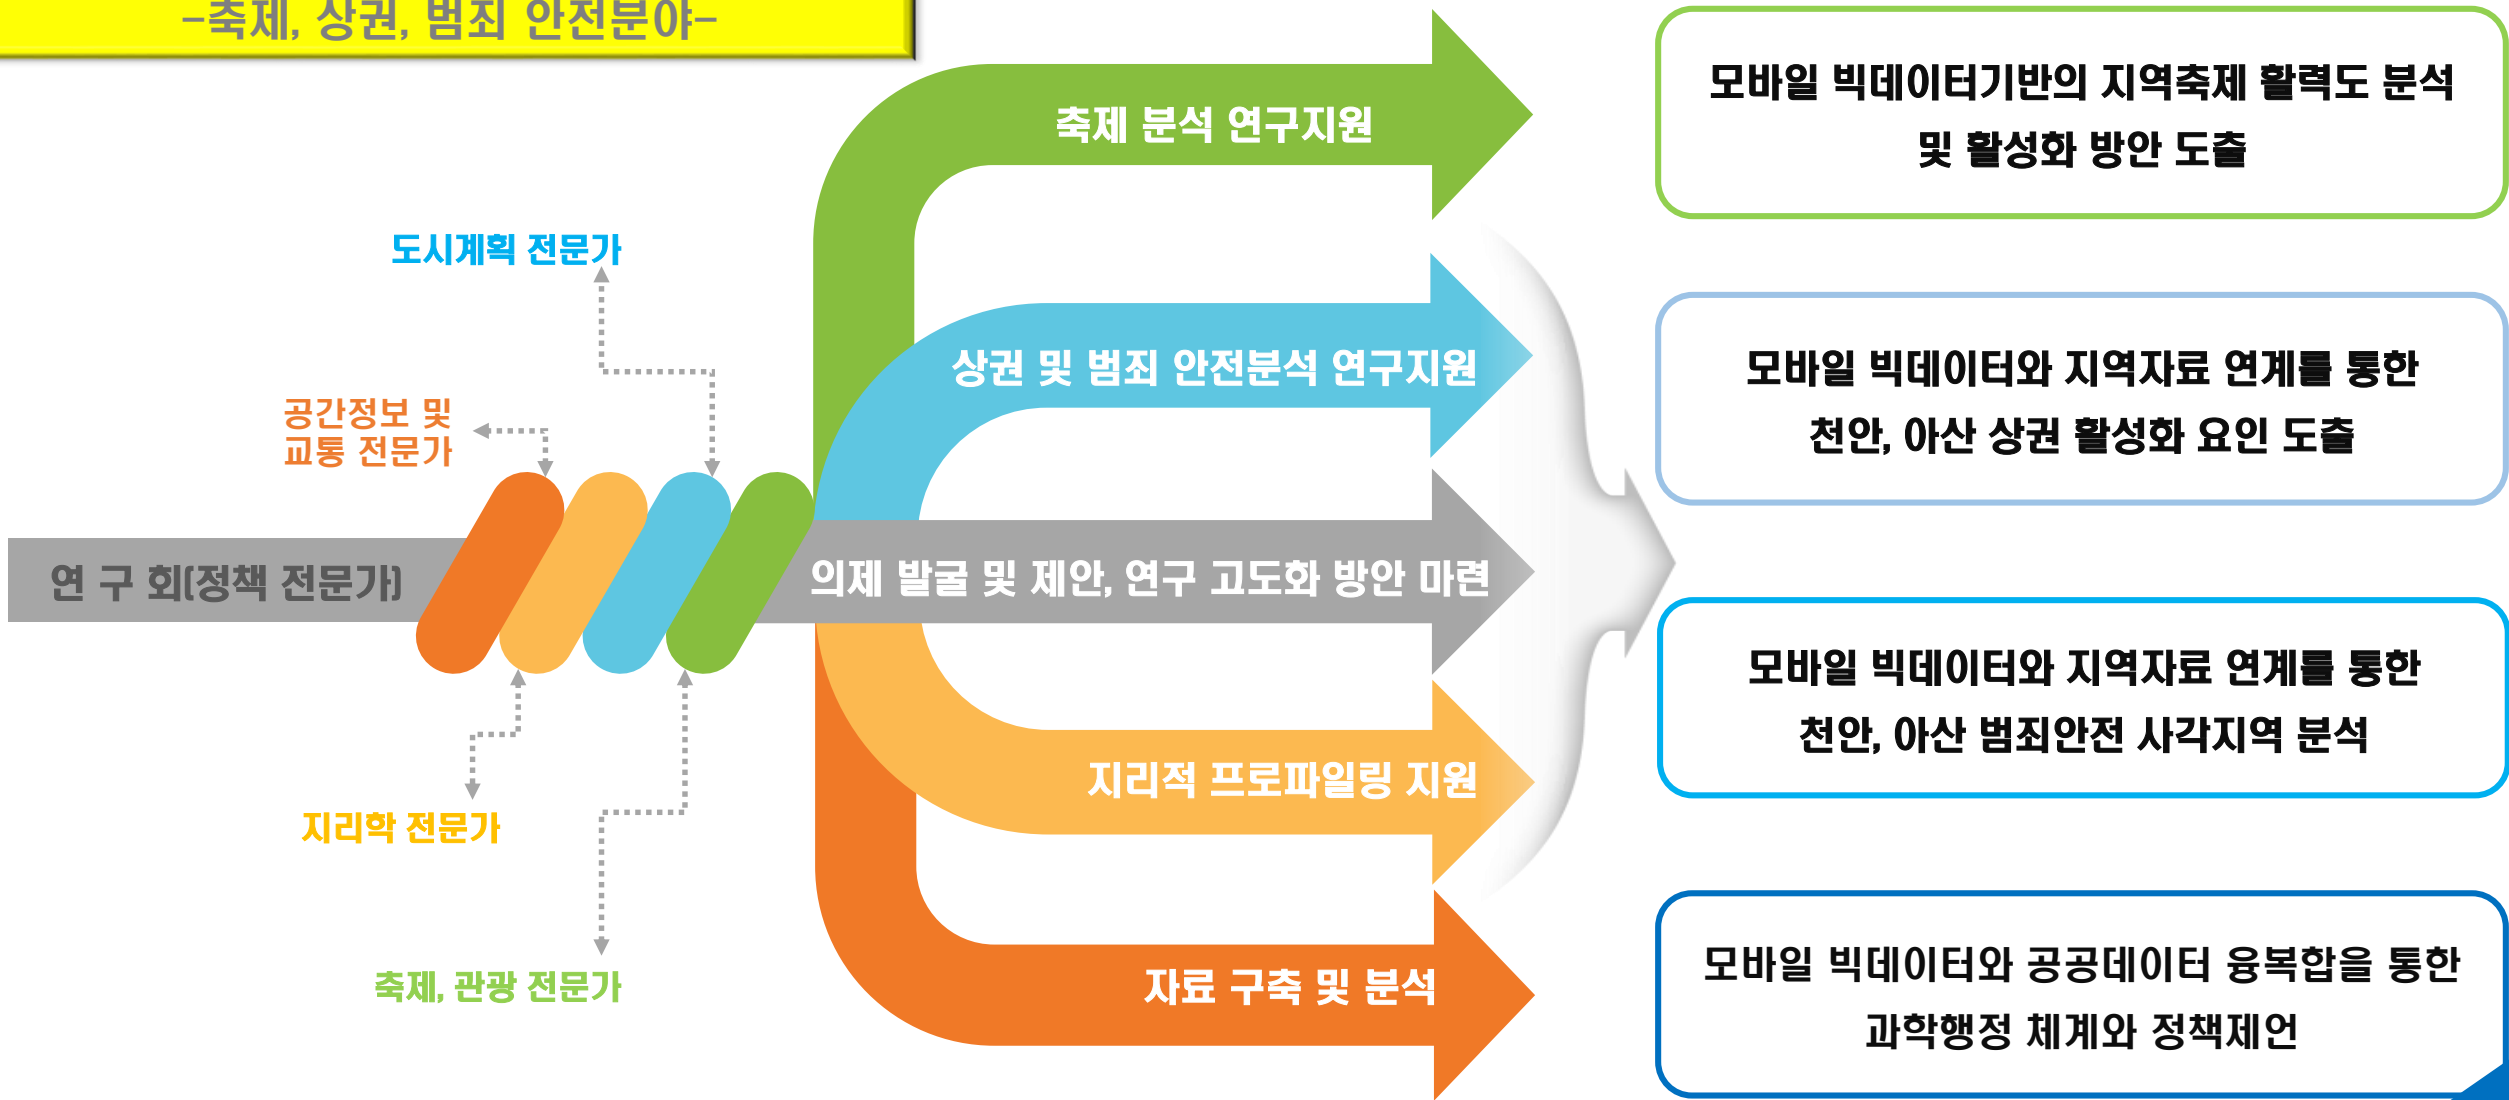 -축제, 상권, 범죄 안전분야-
축제 분석 연구지원
상권 및 범죄 안전분석 연구지원
의제 발굴 및 제안, 연구 고도화 방안 마련
지리적 프로파일링 지원
자료 구축 및 분석
도시계획 전문가
공간정보 및
교통 전문가
연 구 회(정책 전문가)
지리학 전문가
축제, 관광 전문가
모바일 빅데이터기반의 지역축제 활력도 분석
및 활성화 방안 도출
모바일 빅데이터와 지역자료 연계를 통한
천안, 아산 상권 활성화 요인 도출
모바일 빅데이터와 지역자료 연계를 통한
천안, 아산 범죄안전 사각지역 분석
모바일 빅데이터와 공공데이터 융복합을 통한
과학행정 체계와 정책제언